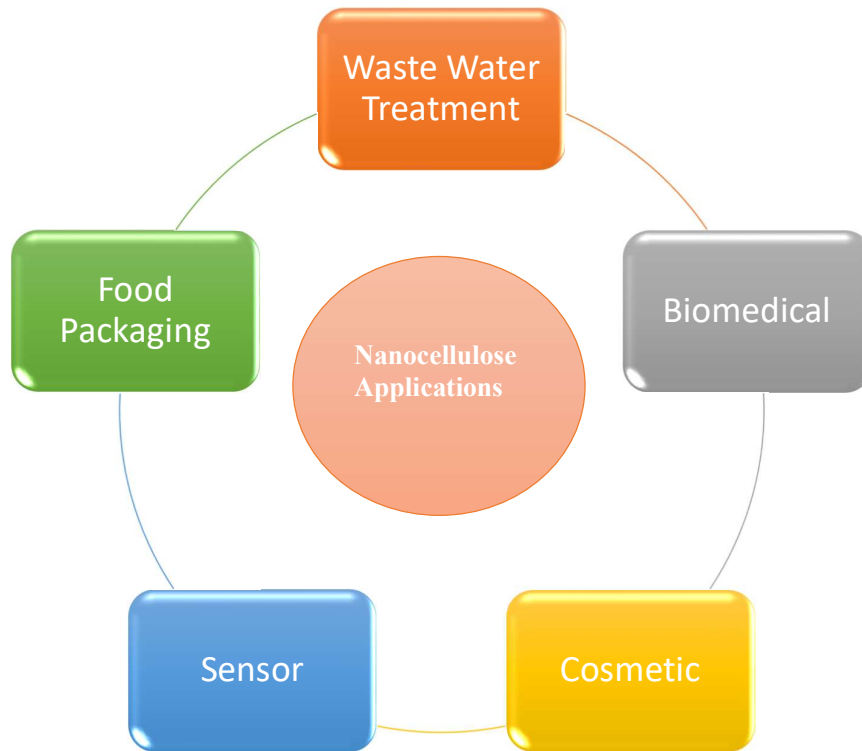 Waste Water
Treatment
Food
Packaging
Biomedical
Nanocellulose
Applications
Sensor
Cosmetic